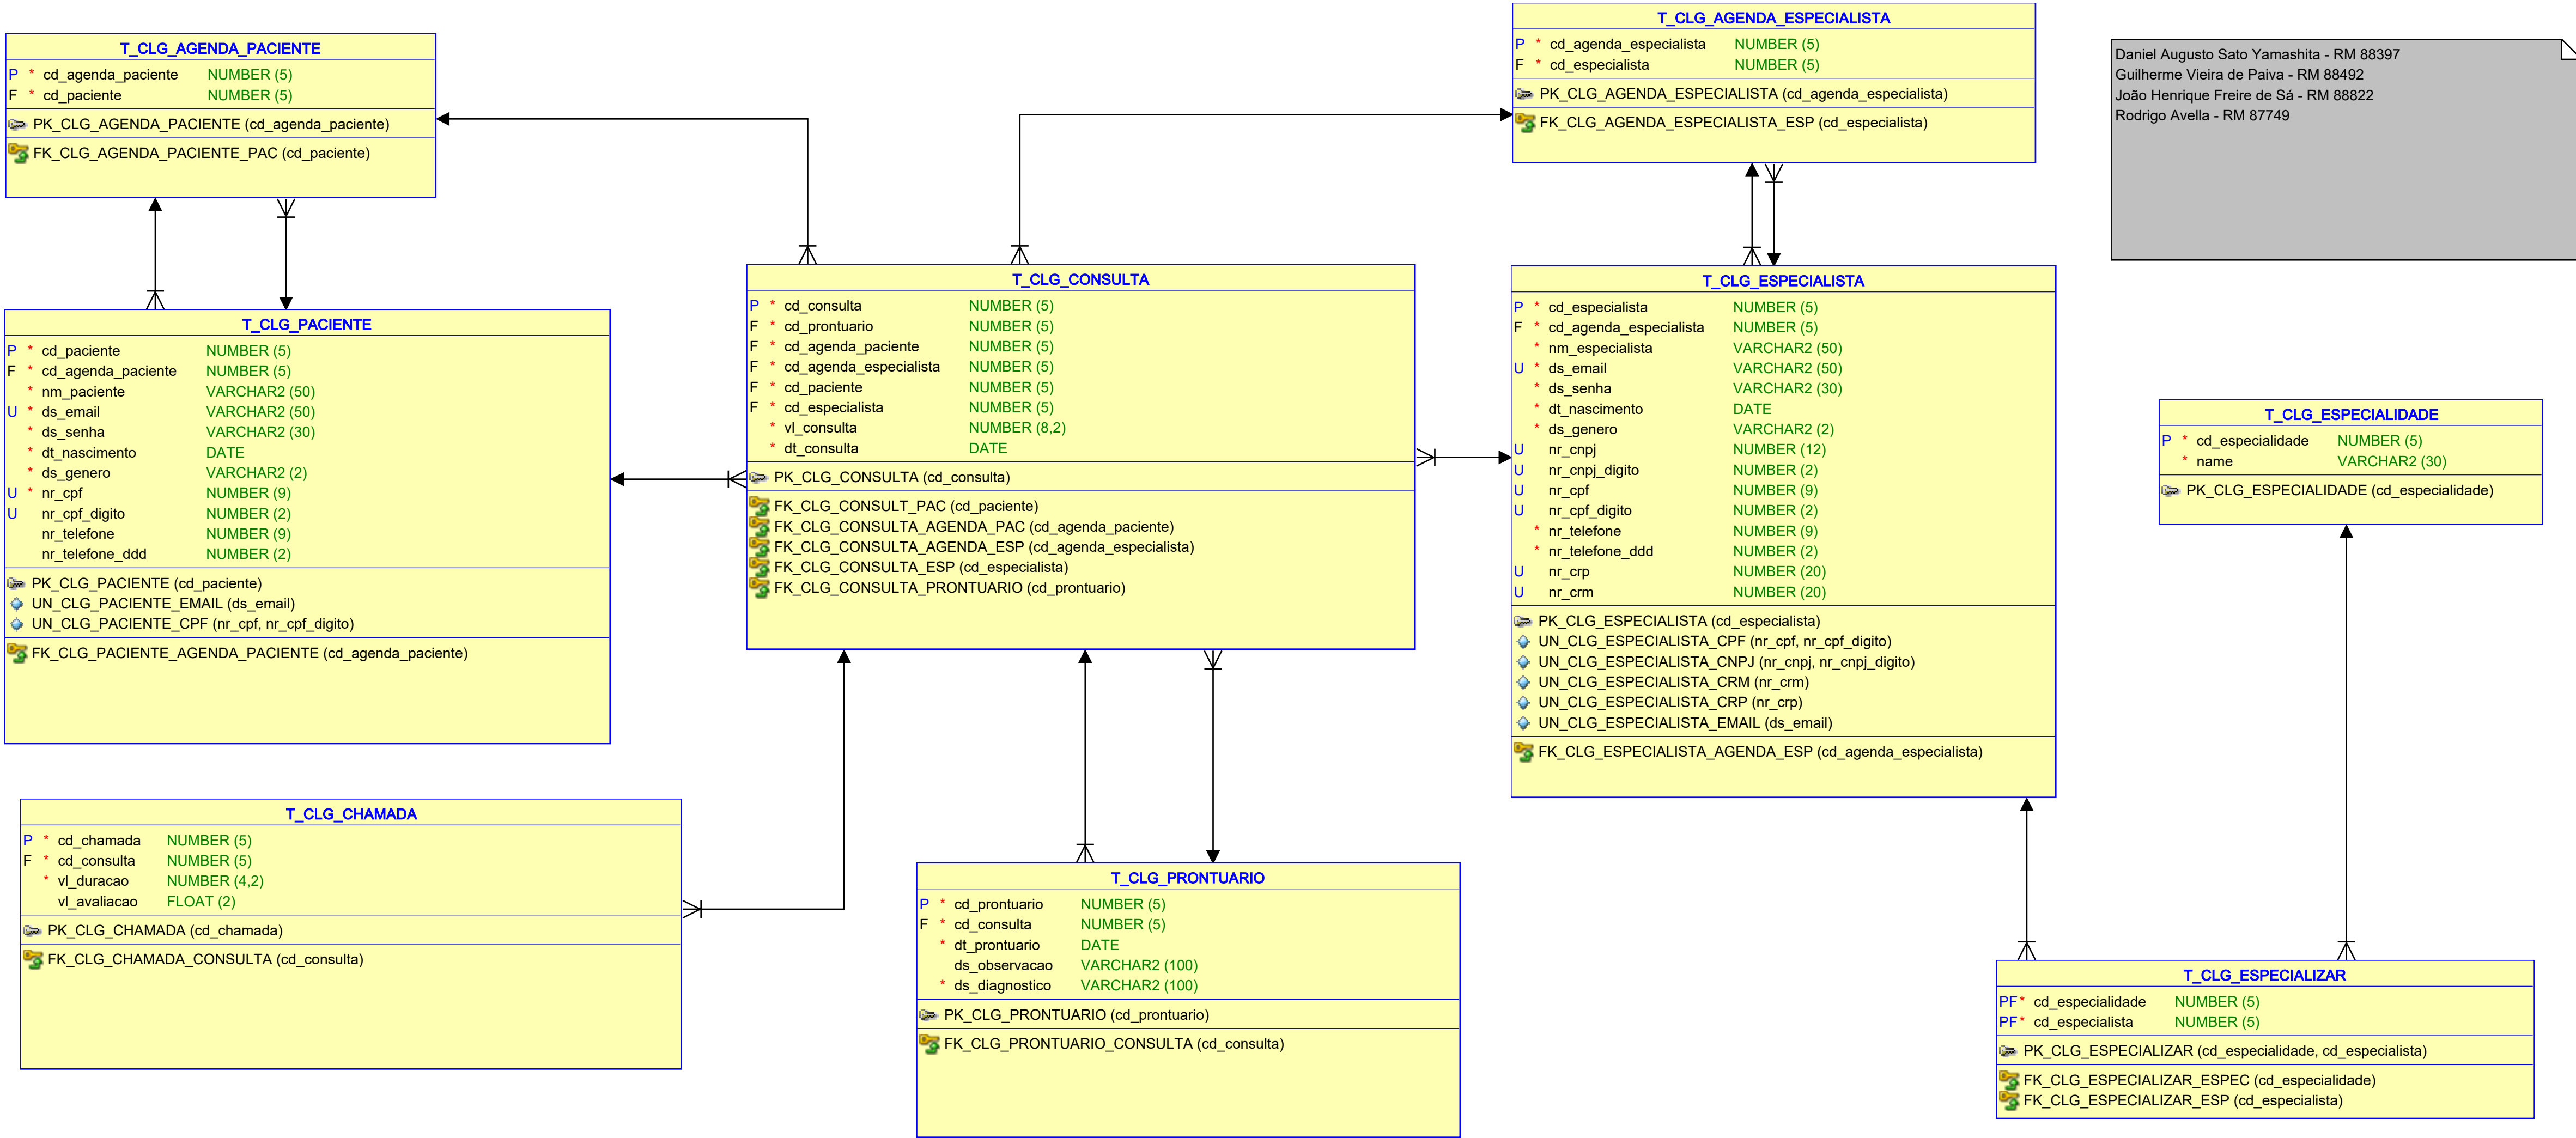 T_CLG_AGENDA_PACIENTE
P * cd_agenda_paciente NUMBER (5)
F * cd_paciente NUMBER (5)
PK_CLG_AGENDA_PACIENTE (cd_agenda_paciente)
FK_CLG_AGENDA_PACIENTE_PAC (cd_paciente)
T_CLG_AGENDA_ESPECIALISTA
P * cd_agenda_especialista NUMBER (5)
F * cd_especialista NUMBER (5)
PK_CLG_AGENDA_ESPECIALISTA (cd_agenda_especialista)
FK_CLG_AGENDA_ESPECIALISTA_ESP (cd_especialista)
Daniel Augusto Sato Yamashita - RM 88397
Guilherme Vieira de Paiva - RM 88492
João Henrique Freire de Sá - RM 88822
Rodrigo Avella - RM 87749
T_CLG_PACIENTE
P * cd_paciente NUMBER (5)
F * cd_agenda_paciente NUMBER (5)
* nm_paciente VARCHAR2 (50)
U * ds_email VARCHAR2 (50)
* ds_senha VARCHAR2 (30)
* dt_nascimento DATE
* ds_genero VARCHAR2 (2)
U * nr_cpf NUMBER (9)
U nr_cpf_digito NUMBER (2)
nr_telefone NUMBER (9)
nr_telefone_ddd NUMBER (2)
PK_CLG_PACIENTE (cd_paciente)
UN_CLG_PACIENTE_EMAIL (ds_email)
UN_CLG_PACIENTE_CPF (nr_cpf, nr_cpf_digito)
FK_CLG_PACIENTE_AGENDA_PACIENTE (cd_agenda_paciente)
T_CLG_CONSULTA
P * cd_consulta NUMBER (5)
F * cd_prontuario NUMBER (5)
F * cd_agenda_paciente NUMBER (5)
F * cd_agenda_especialista NUMBER (5)
F * cd_paciente NUMBER (5)
F * cd_especialista NUMBER (5)
* vl_consulta NUMBER (8,2)
* dt_consulta DATE
PK_CLG_CONSULTA (cd_consulta)
FK_CLG_CONSULT_PAC (cd_paciente)
FK_CLG_CONSULTA_AGENDA_PAC (cd_agenda_paciente)
FK_CLG_CONSULTA_AGENDA_ESP (cd_agenda_especialista)
FK_CLG_CONSULTA_ESP (cd_especialista)
FK_CLG_CONSULTA_PRONTUARIO (cd_prontuario)
T_CLG_ESPECIALISTA
P * cd_especialista NUMBER (5)
F * cd_agenda_especialista NUMBER (5)
* nm_especialista VARCHAR2 (50)
U * ds_email VARCHAR2 (50)
* ds_senha VARCHAR2 (30)
* dt_nascimento DATE
* ds_genero VARCHAR2 (2)
U nr_cnpj NUMBER (12)
U nr_cnpj_digito NUMBER (2)
U nr_cpf NUMBER (9)
U nr_cpf_digito NUMBER (2)
* nr_telefone NUMBER (9)
* nr_telefone_ddd NUMBER (2)
U nr_crp NUMBER (20)
U nr_crm NUMBER (20)
PK_CLG_ESPECIALISTA (cd_especialista)
UN_CLG_ESPECIALISTA_CPF (nr_cpf, nr_cpf_digito)
UN_CLG_ESPECIALISTA_CNPJ (nr_cnpj, nr_cnpj_digito)
UN_CLG_ESPECIALISTA_CRM (nr_crm)
UN_CLG_ESPECIALISTA_CRP (nr_crp)
UN_CLG_ESPECIALISTA_EMAIL (ds_email)
FK_CLG_ESPECIALISTA_AGENDA_ESP (cd_agenda_especialista)
T_CLG_ESPECIALIDADE
P * cd_especialidade NUMBER (5)
* name VARCHAR2 (30)
PK_CLG_ESPECIALIDADE (cd_especialidade)
T_CLG_CHAMADA
P * cd_chamada NUMBER (5)
F * cd_consulta NUMBER (5)
* vl_duracao NUMBER (4,2)
vl_avaliacao FLOAT (2)
PK_CLG_CHAMADA (cd_chamada)
FK_CLG_CHAMADA_CONSULTA (cd_consulta)
T_CLG_PRONTUARIO
P * cd_prontuario NUMBER (5)
F * cd_consulta NUMBER (5)
* dt_prontuario DATE
ds_observacao VARCHAR2 (100)
* ds_diagnostico VARCHAR2 (100)
PK_CLG_PRONTUARIO (cd_prontuario)
FK_CLG_PRONTUARIO_CONSULTA (cd_consulta)
T_CLG_ESPECIALIZAR
PF * cd_especialidade NUMBER (5)
PF * cd_especialista NUMBER (5)
PK_CLG_ESPECIALIZAR (cd_especialidade, cd_especialista)
FK_CLG_ESPECIALIZAR_ESPEC (cd_especialidade)
FK_CLG_ESPECIALIZAR_ESP (cd_especialista)